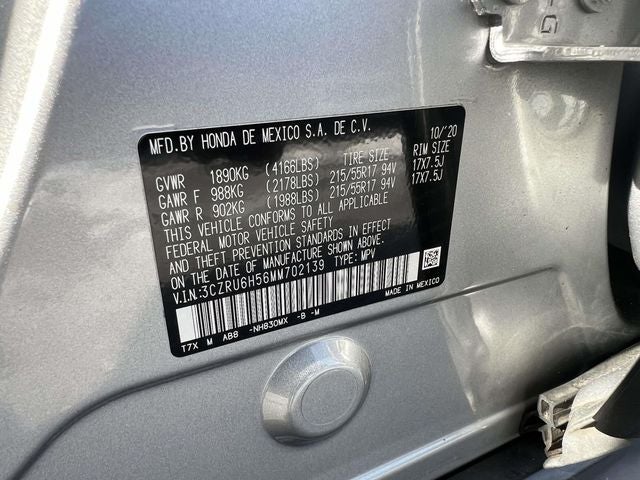 MFD.BY HONDA DE MEXICO S.A. DE C.V. 10/'20
GVWR 1890KG (4166LBS) TIRE SIZE RIM SIZE
GAWR F 988KG (2178LBS) 215/55R17 94V 17X7.5J
GAWR R 902KG (1988LBS) 215/55R17 94V 17X7.5J
THIS VEHICLE CONFORMS TO ALL APPLICABLE
FEDERAL MOTOR VEHICLE SAFETY
AND THEFT PREVENTION STANDARDS IN EFFECT
ON THE DATE OF MANUFACTURE SHOWN ABOVE.
V.I.N.:3CZRU6H56MM702139 TYPE: MPV
MADE IN MEXICO
T7X M AB8 -NH830MX -B -M